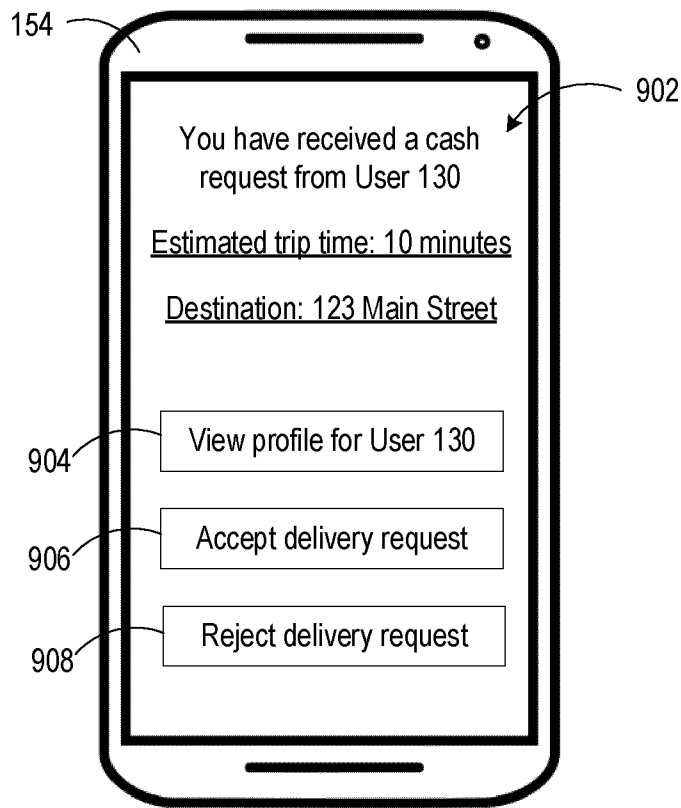 154
902
You have received a cash
request from User 130
Estimated trip time: 10 minutes
Destination: 123 Main Street
View profile for User 130
904
Accept delivery request
906
Reject delivery request
908